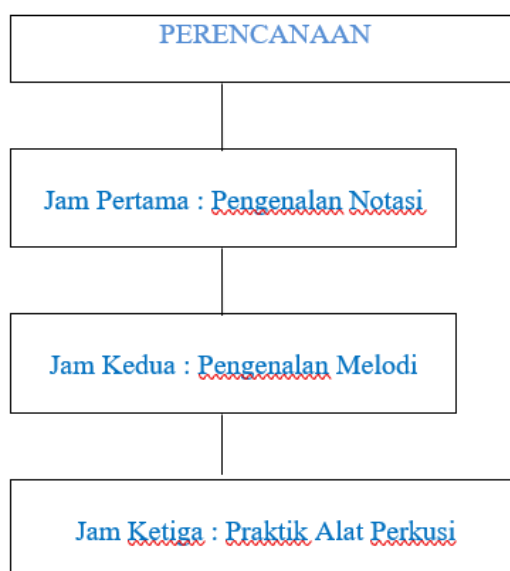 PERENCANAAN
Jam Pertama : Pengenalan Notasi
Jam Kedua : Pengenalan Melodi
Jam Ketiga : Praktik Alat Perkusi